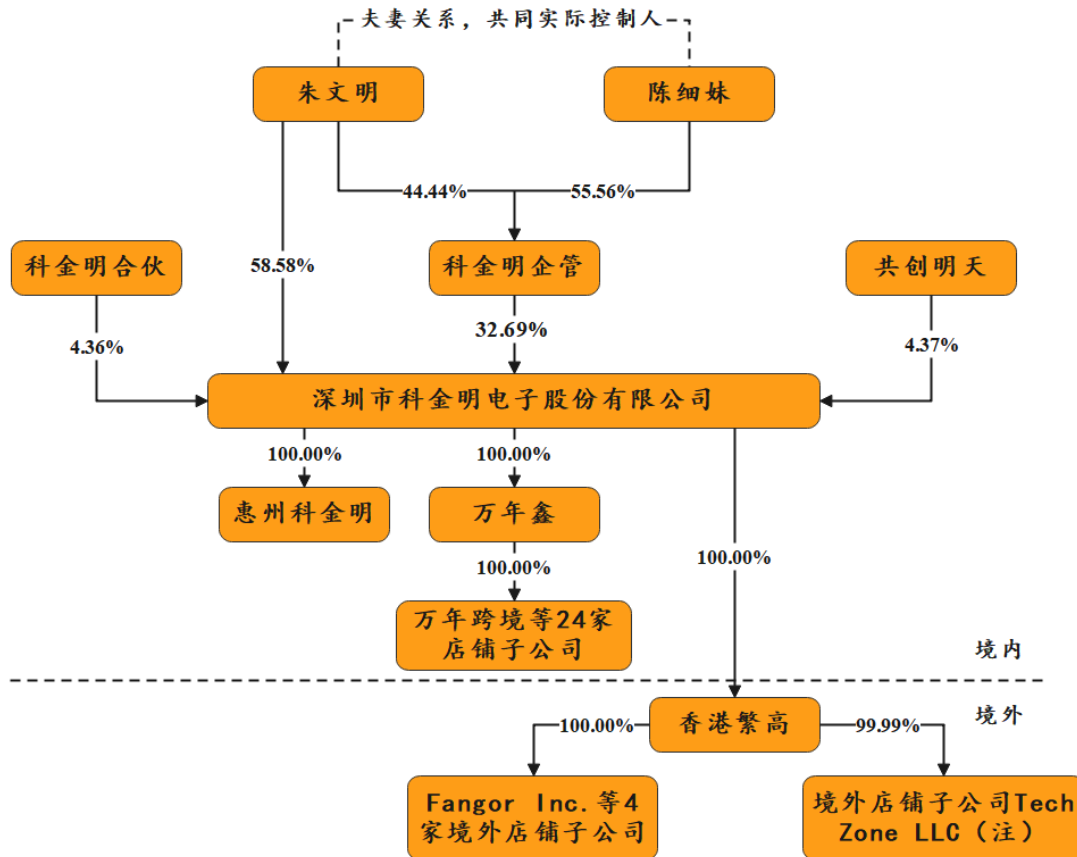 夫妻关系，共同实际控制人
朱文明
陈细妹
44.44%
55.56%
科金明合伙
58.58%
科金明企管
共创明天
4.36%
32.69%
4.37%
深圳市科金明电子股份有限公司
100.00%
100.00%
惠州科金明
万年鑫
100.00%
100.00%
万年跨境等24家
店铺子公司
境内
境外
香港繁高
100.00%
99.99%
Fangor Inc.等4
家境外店铺子公司
境外店铺子公司Tech
Zone LLC（注）